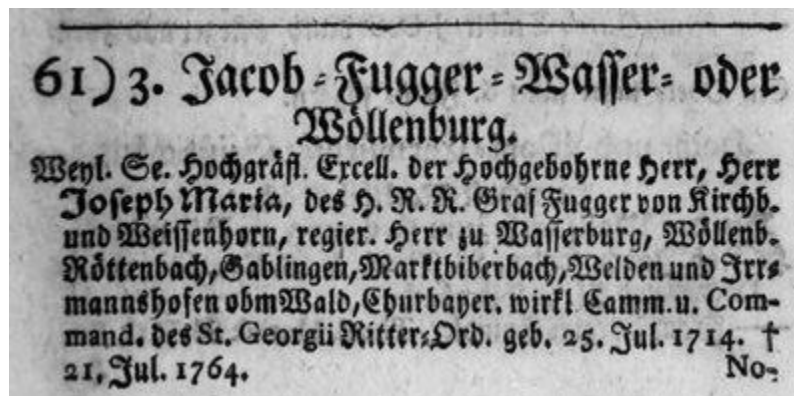 61) 3. Jacob-Fugger-Wasser- oder
Wöllenburg.
Weyl. Se. Hochgräfl. Excell. der Hochgebohrne Herr, Herr
Joseph Maria, des H. R. R. Graf Fugger von Kirchb.
und Weissenhorn, regier. Herr zu Wasserburg, Wöllenb.
Röttenbach, Gablingen, Marktbiberbach, Welden und Irr-
mannshofen obm Wald, Churbayer. wirkl Camm. u. Com-
mand. des St. Georgii Ritter-Ord. geb. 25. Jul. 1714. †
21. Jul. 1764.
No-